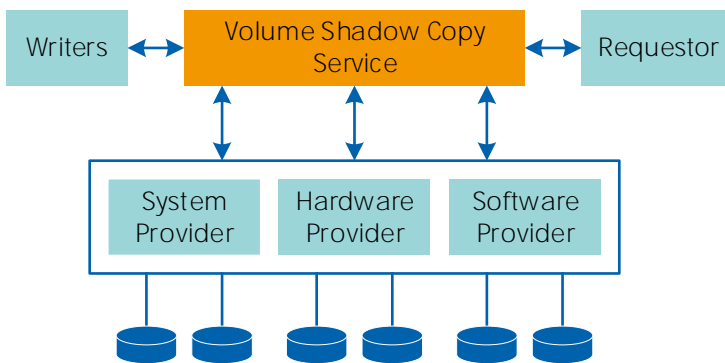 Writers
Volume Shadow Copy
Service
Requestor
System
Provider
Hardware
Provider
Software
Provider